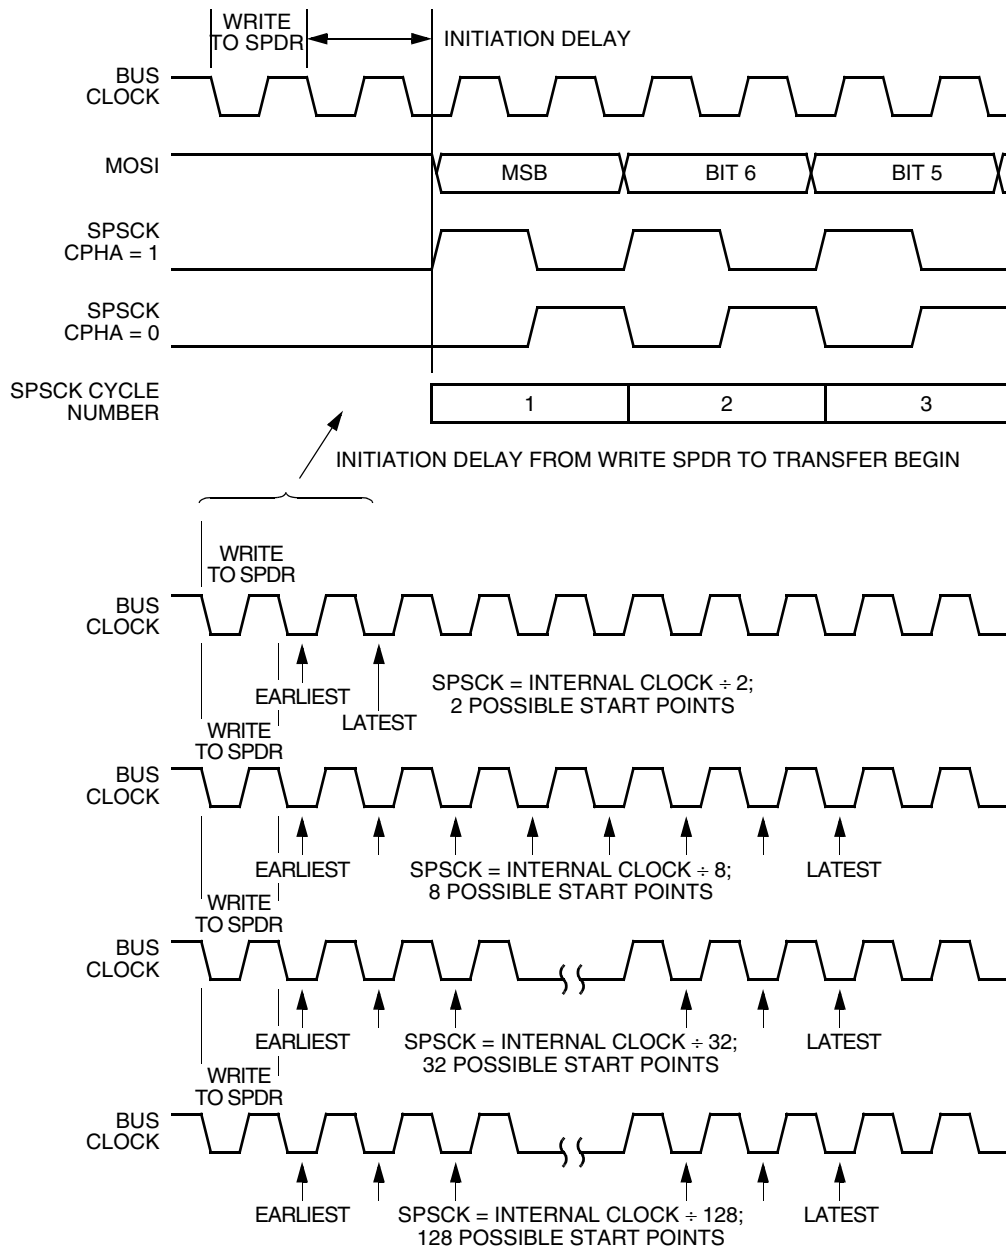 WRITE
TO SPDR
INITIATION DELAY
BUS
CLOCK
MOSI
MSB
BIT 6
BIT 5
SPSCK
CPHA = 1
SPSCK
CPHA = 0
SPSCK CYCLE
NUMBER
1
2
3
INITIATION DELAY FROM WRITE SPDR TO TRANSFER BEGIN
WRITE
TO SPDR
BUS
CLOCK
EARLIEST
LATEST
SPSCK = INTERNAL CLOCK ÷ 2;
2 POSSIBLE START POINTS
WRITE
TO SPDR
BUS
CLOCK
EARLIEST
SPSCK = INTERNAL CLOCK ÷ 8;
8 POSSIBLE START POINTS
LATEST
WRITE
TO SPDR
BUS
CLOCK
EARLIEST
SPSCK = INTERNAL CLOCK ÷ 32;
32 POSSIBLE START POINTS
LATEST
WRITE
TO SPDR
BUS
CLOCK
EARLIEST
SPSCK = INTERNAL CLOCK ÷ 128;
128 POSSIBLE START POINTS
LATEST